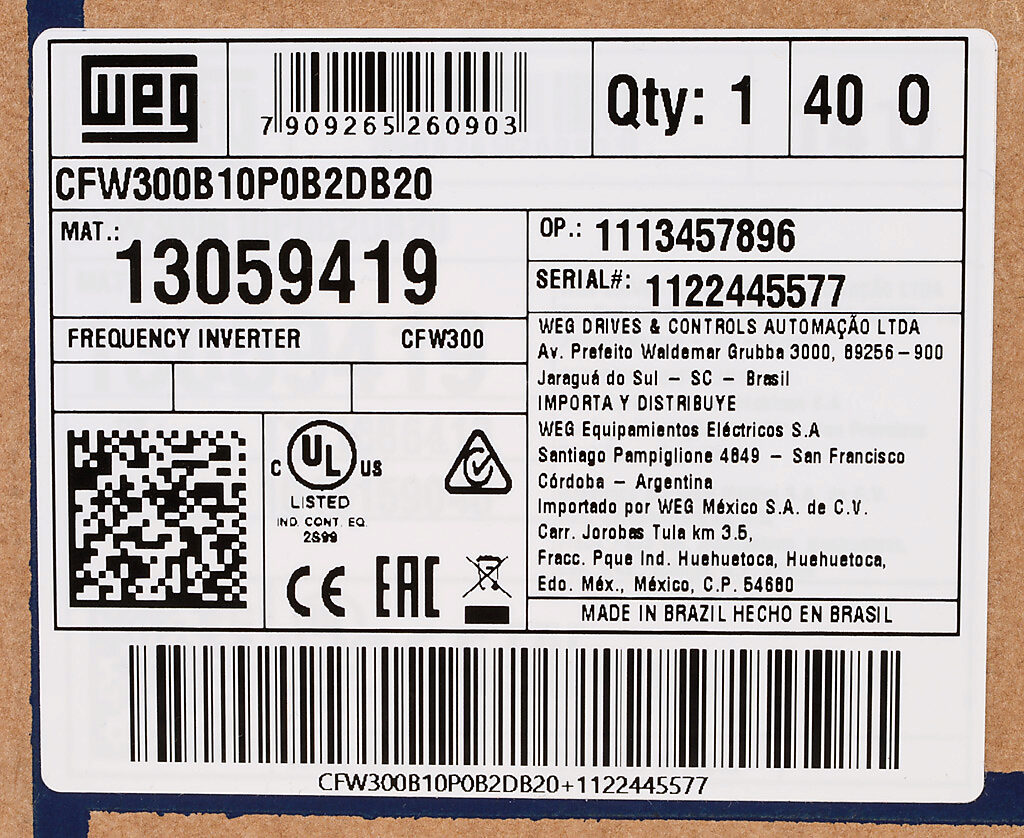 weg
7 909265 260903
Qty: 1
40 0
CFW300B10P0B2DB20
MAT.: 13059419
OP.: 1113457896
SERIAL#: 1122445577
FREQUENCY INVERTER CFW300
WEG DRIVES & CONTROLS AUTOMAÇÃO LTDA
Av. Prefeito Waldemar Grubba 3000, 89256-900
Jaraguá do Sul - SC - Brasil
IMPORTA Y DISTRIBUYE
WEG Equipamientos Eléctricos S.A
Santiago Pampiglione 4849 - San Francisco
Córdoba - Argentina
Importado por WEG México S.A. de C.V.
Carr. Jorobas Tula km 3.5,
Fracc. Pque Ind. Huehuetoca, Huehuetoca,
Edo. Méx., México, C.P. 54680
MADE IN BRAZIL HECHO EN BRASIL
C UL US
LISTED
IND. CONT. EQ.
2S99
CE EAC
CFW300B10P0B2DB20+1122445577